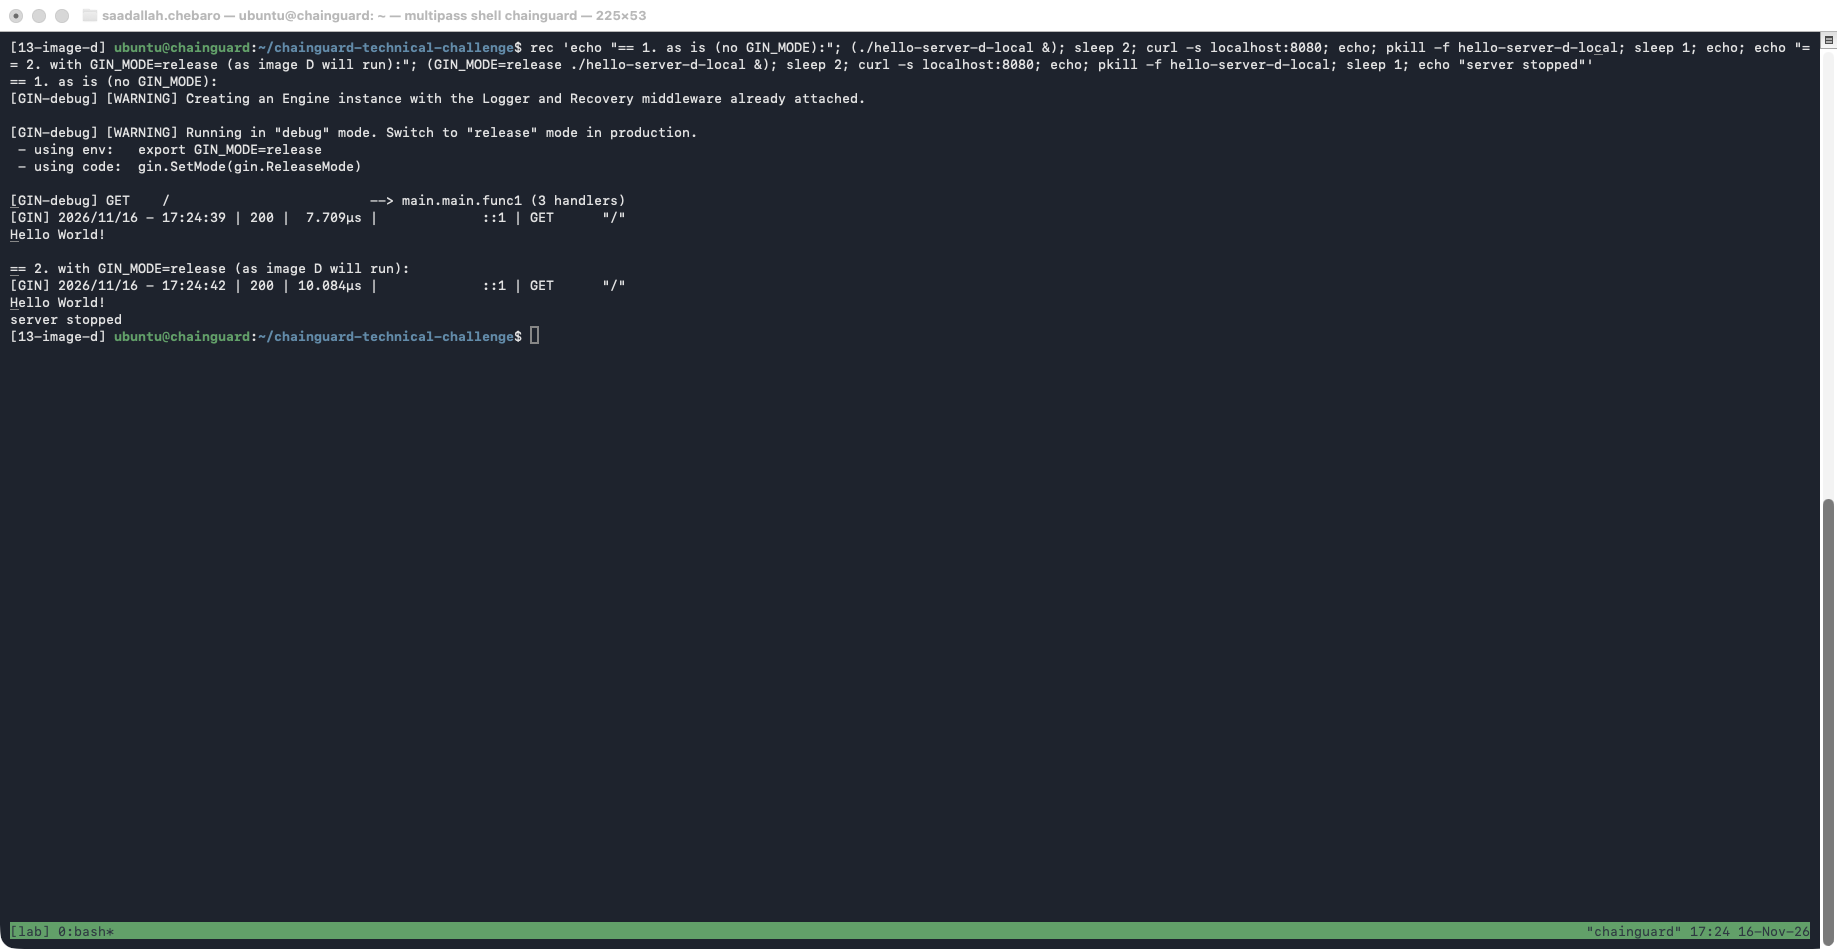 saadallah.chebaro — ubuntu@chainguard: ~ — multipass shell chainguard — 225×53
[13-image-d] ubuntu@chainguard:~/chainguard-technical-challenge$ rec 'echo "== 1. as is (no GIN_MODE):"; (./hello-server-d-local &); sleep 2; curl -s localhost:8080; echo; pkill -f hello-server-d-local; sleep 1; echo; echo "=
= 2. with GIN_MODE=release (as image D will run):"; (GIN_MODE=release ./hello-server-d-local &); sleep 2; curl -s localhost:8080; echo; pkill -f hello-server-d-local; sleep 1; echo "server stopped"'
== 1. as is (no GIN_MODE):
[GIN-debug] [WARNING] Creating an Engine instance with the Logger and Recovery middleware already attached.
[GIN-debug] [WARNING] Running in "debug" mode. Switch to "release" mode in production.
 - using env:   export GIN_MODE=release
 - using code:  gin.SetMode(gin.ReleaseMode)
[GIN-debug] GET    /                         --> main.main.func1 (3 handlers)
[GIN] 2026/11/16 - 17:24:39 | 200 |  7.709µs |             ::1 | GET      "/"
Hello World!
== 2. with GIN_MODE=release (as image D will run):
[GIN] 2026/11/16 - 17:24:42 | 200 | 10.084µs |             ::1 | GET      "/"
Hello World!
server stopped
[13-image-d] ubuntu@chainguard:~/chainguard-technical-challenge$
[lab] 0:bash*
"chainguard" 17:24 16-Nov-26